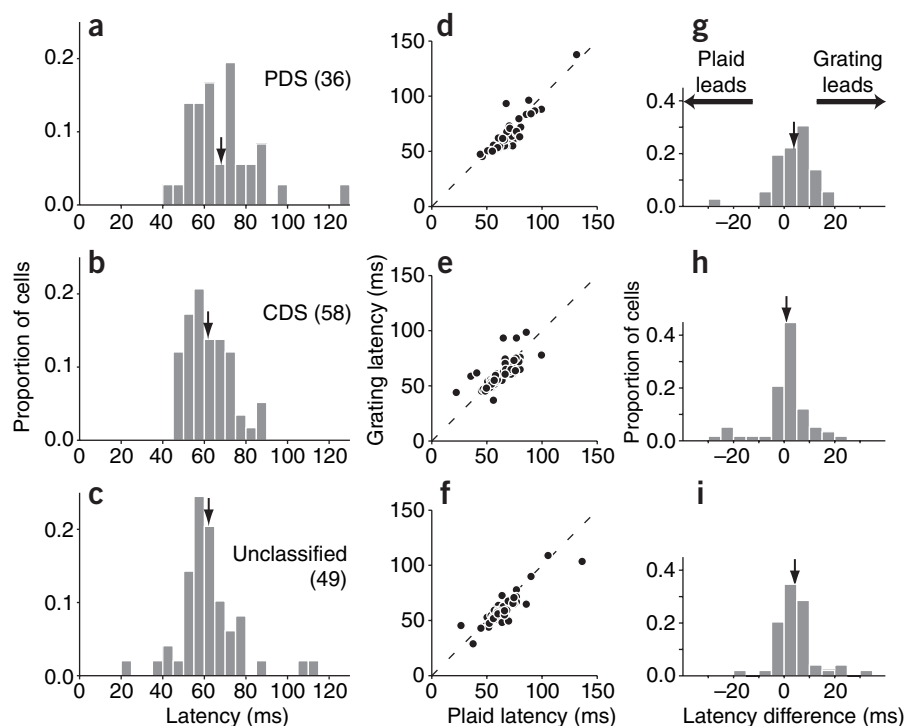 a
PDS (36)
0.2
0.1
0.0
0 20 40 60 80 100 120
b
CDS (58)
0.2
0.1
0.0
0 20 40 60 80 100 120
c
Unclassified
(49)
0.2
0.1
0.0
0 20 40 60 80 100 120
Proportion of cells
Latency (ms)
d
150
100
50
0
0 50 100 150
e
150
100
50
0
0 50 100 150
f
150
100
50
0
0 50 100 150
Grating latency (ms)
Plaid latency (ms)
g
Plaid
leads
Grating
leads
0.4
0.2
0.0
−20 0 20
h
0.4
0.2
0.0
−20 0 20
i
0.4
0.2
0.0
−20 0 20
Proportion of cells
Latency difference (ms)